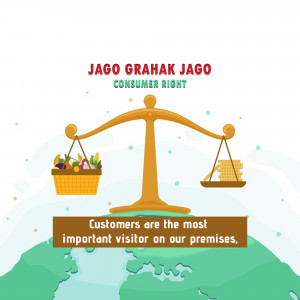 JAGO GRAHAK JAGO
CONSUMER RIGHT
Customers are the most
important visitor on our premises,